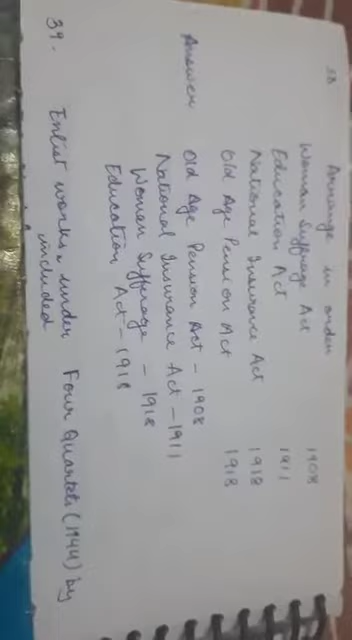 38 Arrange in order
Woman Suffrage Act 1908
Education Act 1911
National Insurance Act 1918
Old Age Pension Act 1918
Answer Old Age Pension Act - 1908
National Insurance Act - 1911
Women Suffrage - 1918
Education Act - 1918
39. Enlist works under Four Quartets (1944) by
included